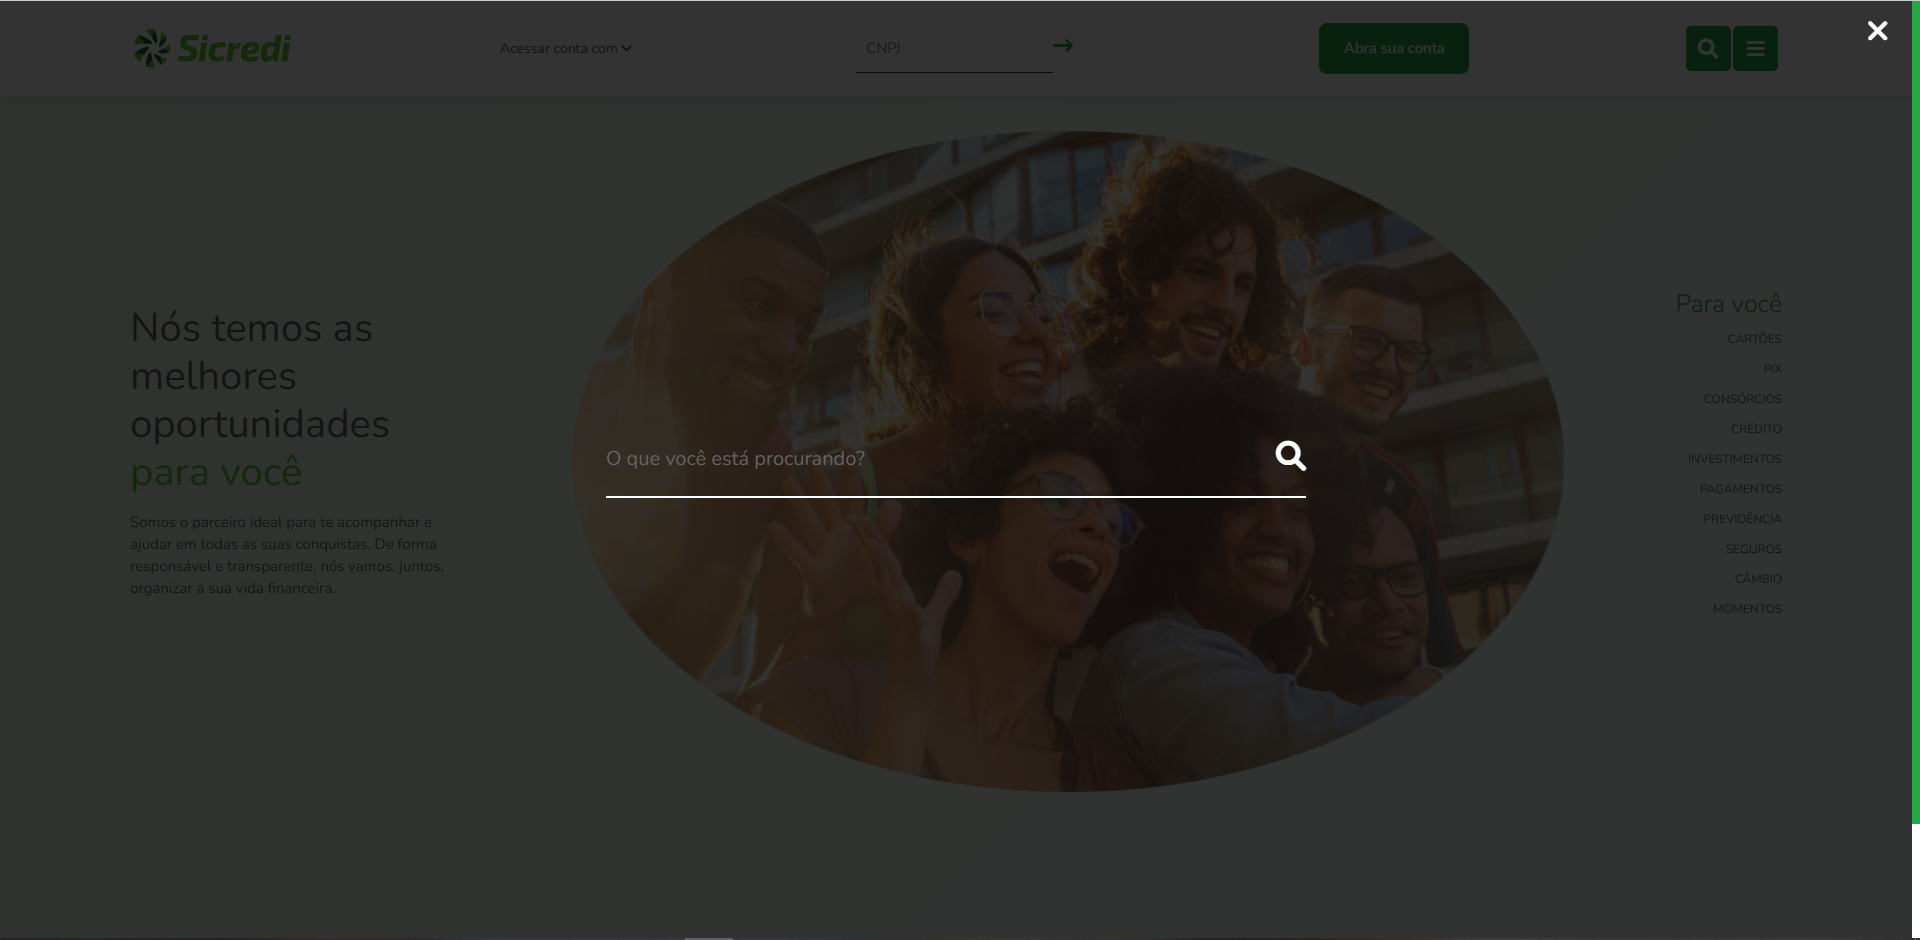 Sicredi
Acessar conta com
CNPJ
Abra sua conta
Nós temos as
melhores
oportunidades
para você
Somos o parceiro ideal para te acompanhar e
ajudar em todas as suas conquistas. De forma
responsável e transparente, nós vamos, juntos,
organizar a sua vida financeira.
O que você está procurando?
Para você
CARTÕES
PIX
CONSÓRCIOS
CRÉDITO
INVESTIMENTOS
PAGAMENTOS
PREVIDÊNCIA
SEGUROS
CÂMBIO
MOMENTOS